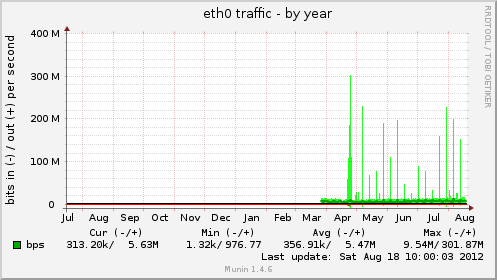 eth0 traffic - by year
RRDTOOL / TOBI OETIKER
bits in (-) / out (+) per second
400 M
300 M
200 M
100 M
0
Jul Aug Sep Oct Nov Dec Jan Feb Mar Apr May Jun Jul Aug
Cur (-/+) Min (-/+) Avg (-/+) Max (-/+)
bps 313.20k/ 5.63M 1.32k/976.77 356.91k/ 5.47M 9.54M/301.87M
Last update: Sat Aug 18 10:00:03 2012
Munin 1.4.6